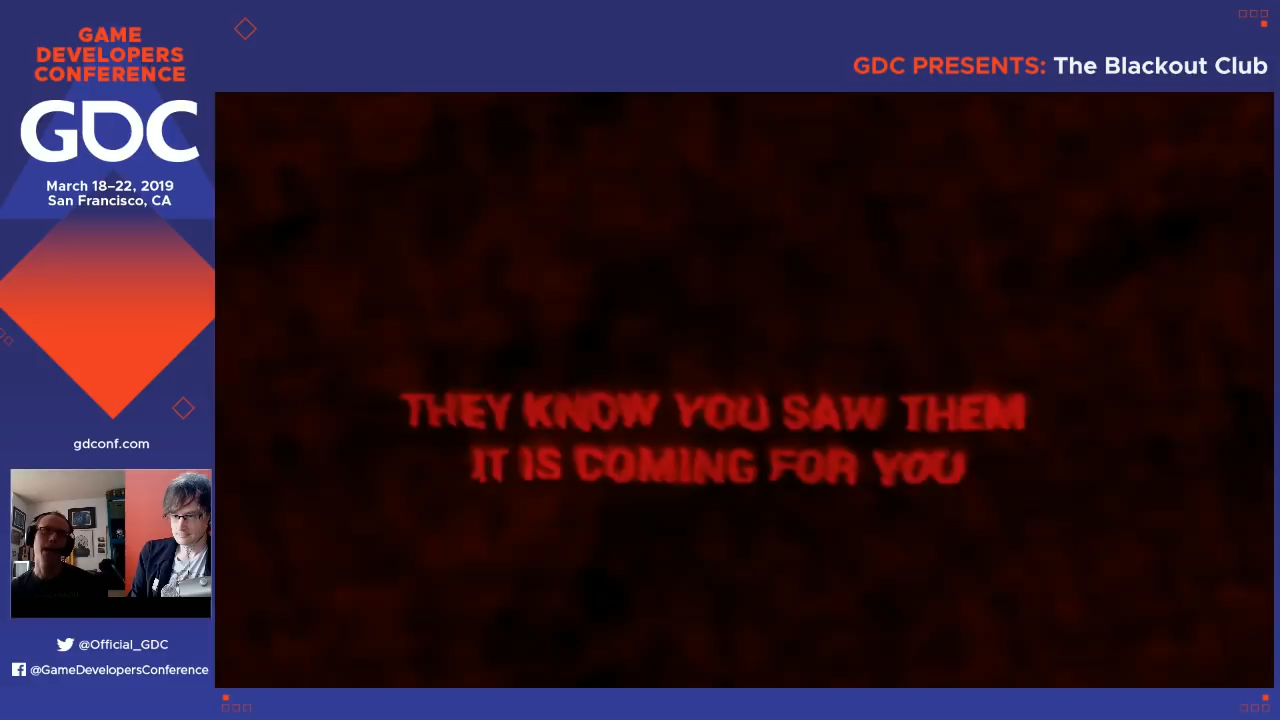 GAME
DEVELOPERS
CONFERENCE
GDC
March 18–22, 2019
San Francisco, CA
gdconf.com
@Official_GDC
@GameDevelopersConference
GDC PRESENTS: The Blackout Club
THEY KNOW YOU SAW THEM
IT IS COMING FOR YOU